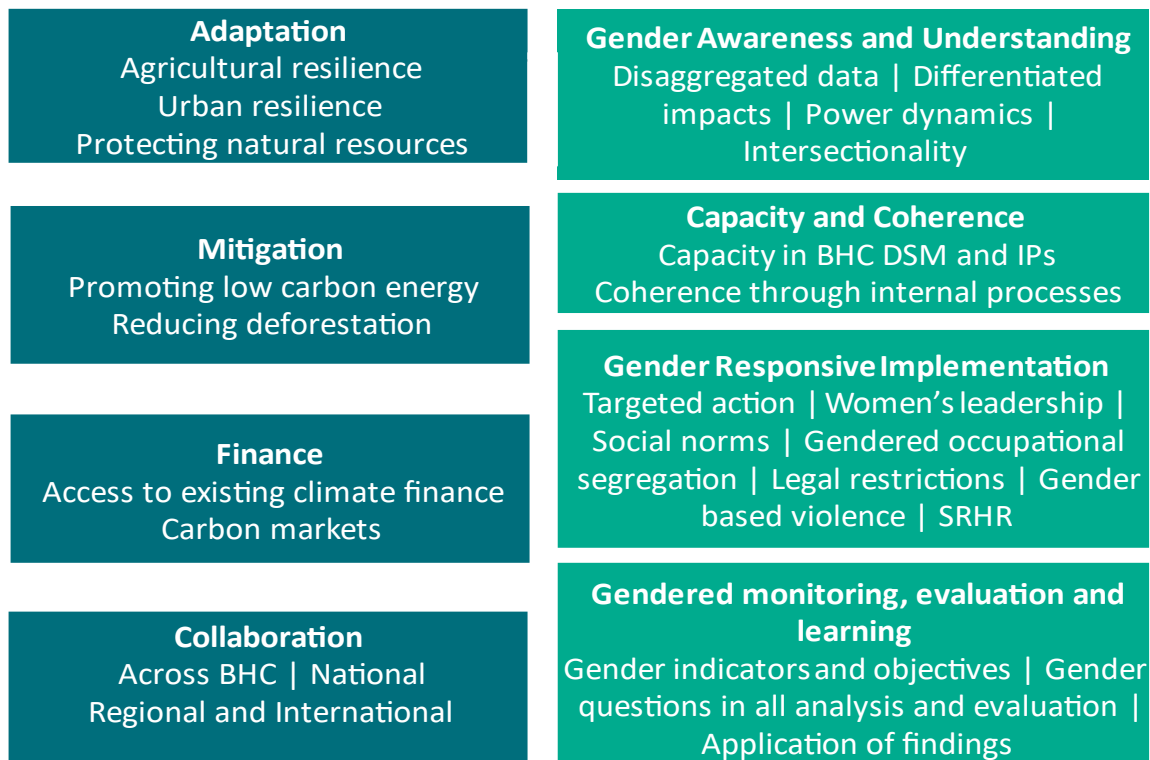 Adaptation
Agricultural resilience
Urban resilience
Protecting natural resources
Mitigation
Promoting low carbon energy
Reducing deforestation
Finance
Access to existing climate finance
Carbon markets
Collaboration
Across BHC | National
Regional and International
Gender Awareness and Understanding
Disaggregated data | Differentiated
impacts | Power dynamics |
Intersectionality
Capacity and Coherence
Capacity in BHC DSM and IPs
Coherence through internal processes
Gender Responsive Implementation
Targeted action | Women's leadership |
Social norms | Gendered occupational
segregation | Legal restrictions | Gender
based violence | SRHR
Gendered monitoring, evaluation and
learning
Gender indicators and objectives | Gender
questions in all analysis and evaluation |
Application of findings